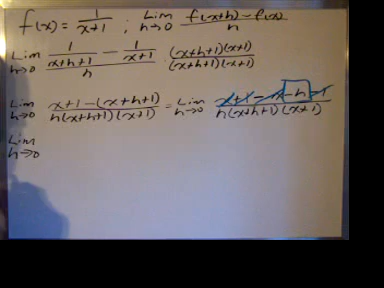 f(x) = 1/(x+1) ; Lim h→0 (f(x+h) - f(x))/h
Lim h→0 (1/(x+h+1) - 1/(x+1))/h · ((x+h+1)(x+1))/((x+h+1)(x+1))
Lim h→0 (x+1-(x+h+1))/(h(x+h+1)(x+1)) = Lim h→0 (x+1-x-h-1)/(h(x+h+1)(x+1))
Lim h→0